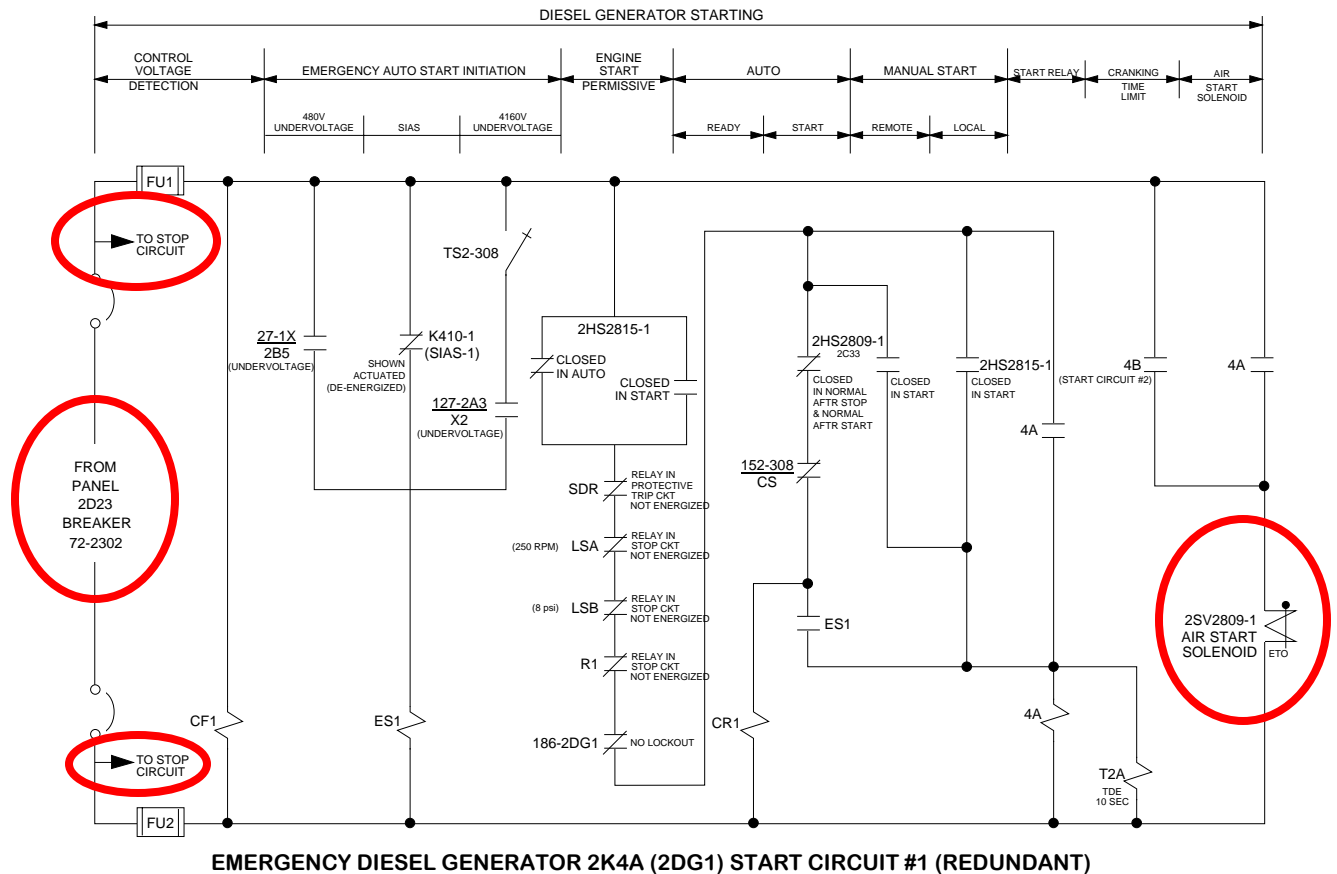 DIESEL GENERATOR STARTING
CONTROL
VOLTAGE
DETECTION
EMERGENCY AUTO START INITIATION
ENGINE
START
PERMISSIVE
AUTO
MANUAL START
START RELAY
CRANKING
TIME
LIMIT
AIR
START
SOLENOID
480V
UNDERVOLTAGE
SIAS
4160V
UNDERVOLTAGE
READY
START
REMOTE
LOCAL
FU1
TO STOP
CIRCUIT
FROM
PANEL
2D23
BREAKER
72-2302
TO STOP
CIRCUIT
FU2
CF1
27-1X
2B5
(UNDERVOLTAGE)
K410-1
(SIAS-1)
SHOWN
ACTUATED
(DE-ENERGIZED)
ES1
TS2-308
127-2A3
X2
(UNDERVOLTAGE)
2HS2815-1
CLOSED
IN AUTO
CLOSED
IN START
SDR
RELAY IN
PROTECTIVE
TRIP CKT
NOT ENERGIZED
(250 RPM)
LSA
RELAY IN
STOP CKT
NOT ENERGIZED
(8 psi)
LSB
RELAY IN
STOP CKT
NOT ENERGIZED
R1
RELAY IN
STOP CKT
NOT ENERGIZED
186-2DG1
NO LOCKOUT
2HS2809-1
2C33
CLOSED
IN NORMAL
AFTR STOP
& NORMAL
AFTR START
CLOSED
IN START
152-308
CS
ES1
CR1
2HS2815-1
CLOSED
IN START
4A
4A
T2A
TDE
10 SEC
4B
(START CIRCUIT #2)
4A
2SV2809-1
AIR START
SOLENOID
ETO
EMERGENCY DIESEL GENERATOR 2K4A (2DG1) START CIRCUIT #1 (REDUNDANT)